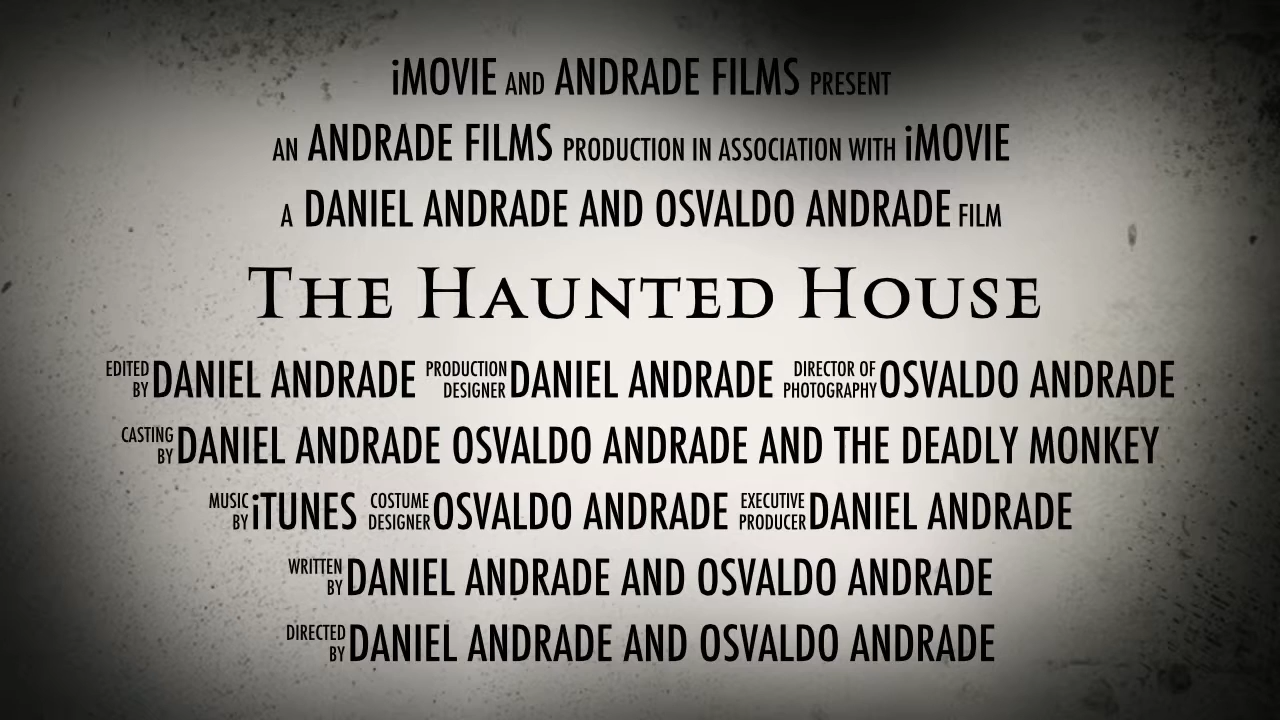 iMOVIE AND ANDRADE FILMS PRESENT
AN ANDRADE FILMS PRODUCTION IN ASSOCIATION WITH iMOVIE
A DANIEL ANDRADE AND OSVALDO ANDRADE FILM
THE HAUNTED HOUSE
EDITED BY DANIEL ANDRADE PRODUCTION DESIGNER DANIEL ANDRADE DIRECTOR OF PHOTOGRAPHY OSVALDO ANDRADE
CASTING BY DANIEL ANDRADE OSVALDO ANDRADE AND THE DEADLY MONKEY
MUSIC BY iTUNES COSTUME DESIGNER OSVALDO ANDRADE EXECUTIVE PRODUCER DANIEL ANDRADE
WRITTEN BY DANIEL ANDRADE AND OSVALDO ANDRADE
DIRECTED BY DANIEL ANDRADE AND OSVALDO ANDRADE